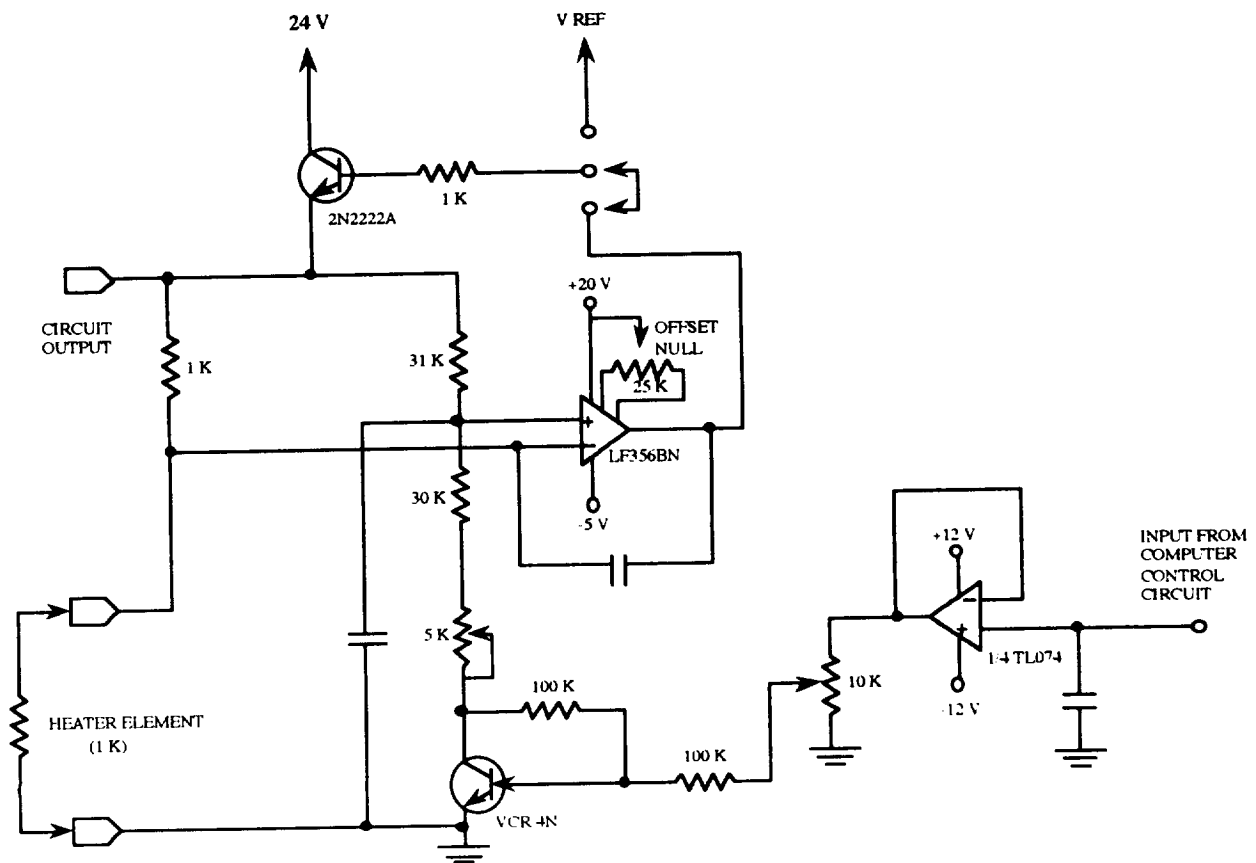 24 V
V REF
1 K
2N2222A
+20 V
CIRCUIT
OUTPUT
OFFSET
NULL
1 K
31 K
25 K
+
−
LF356BN
30 K
-5 V
+12 V
INPUT FROM
COMPUTER
CONTROL
CIRCUIT
−
+
5 K
1/4 TL074
10 K
-12 V
100 K
HEATER ELEMENT
(1 K)
100 K
VCR 4N